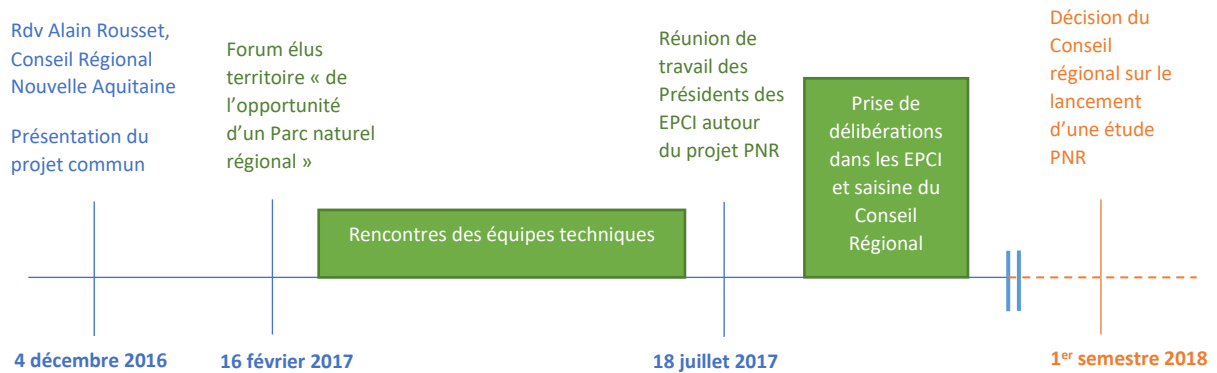 Rdv Alain Rousset,
Conseil Régional
Nouvelle Aquitaine
Présentation du
projet commun
Forum élus
territoire « de
l’opportunité
d’un Parc naturel
régional »
Rencontres des équipes techniques
Réunion de
travail des
Présidents des
EPCI autour
du projet PNR
Prise de
délibérations
dans les EPCI
et saisine du
Conseil
Régional
Décision du
Conseil
régional sur le
lancement
d’une étude
PNR
4 décembre 2016
16 février 2017
18 juillet 2017
1er semestre 2018